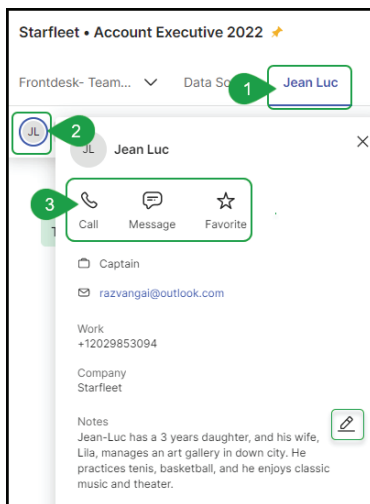 Starfleet • Account Executive 2022
Frontdesk- Team...
Data So
1
Jean Luc
JL
2
JL
Jean Luc
3
Call
Message
Favorite
T
Captain
razvangai@outlook.com
Work
+12029853094
Company
Starfleet
Notes
Jean-Luc has a 3 years daughter, and his wife,
Lila, manages an art gallery in down city. He
practices tenis, basketball, and he enjoys classic
music and theater.